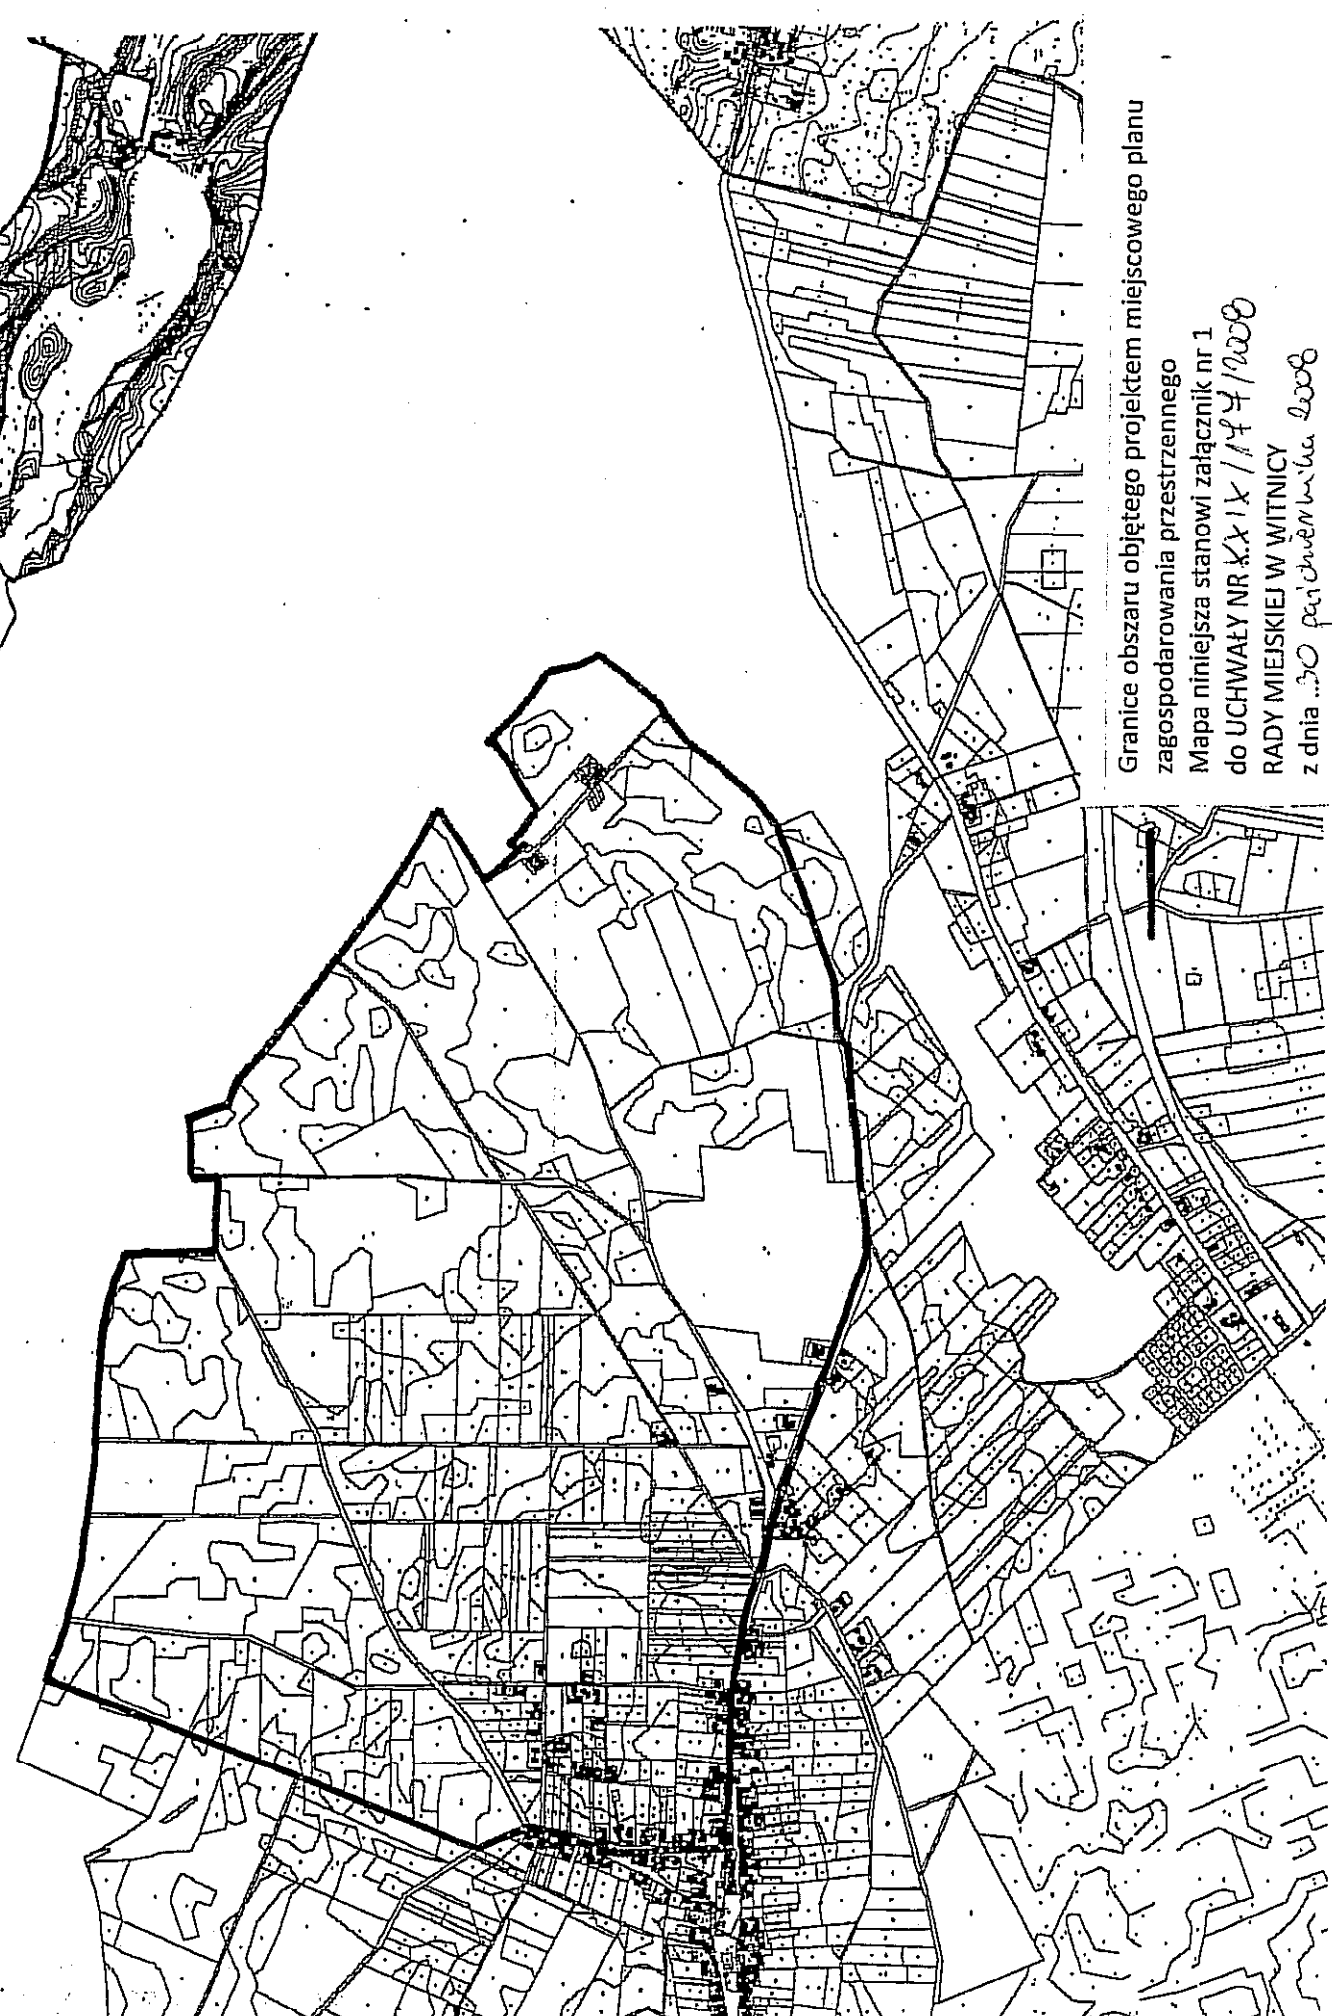 Granice obszaru objętego projektem miejscowego planu
zagospodarowania przestrzennego
Mapa niniejsza stanowi załącznik nr 1
do UCHWAŁY NR XXIX/177/2008
RADY MIEJSKIEJ W WITNICY
z dnia ..30 października 2008